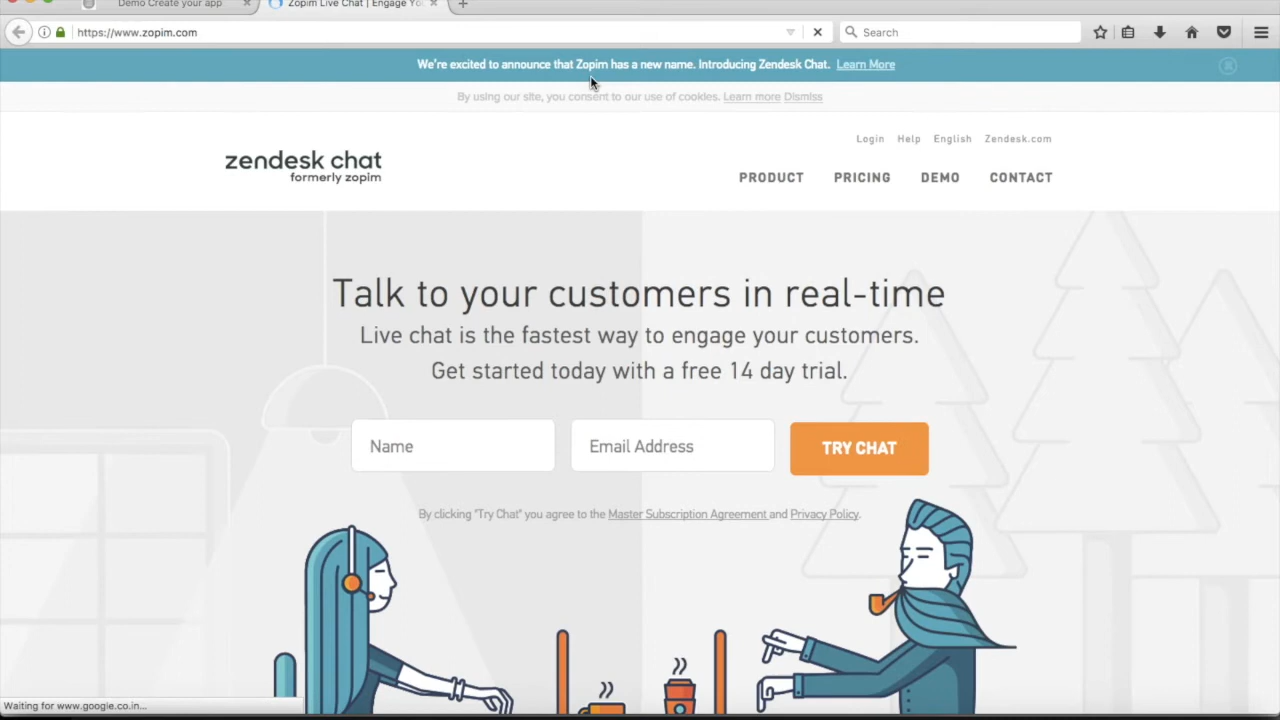 Demo Create your app
Zopim Live Chat | Engage Yo
https://www.zopim.com
Search
We're excited to announce that Zopim has a new name. Introducing Zendesk Chat. Learn More
By using our site, you consent to our use of cookies. Learn more Dismiss
Login Help English Zendesk.com
zendesk chat
formerly zopim
PRODUCT PRICING DEMO CONTACT
Talk to your customers in real-time
Live chat is the fastest way to engage your customers.
Get started today with a free 14 day trial.
Name
Email Address
TRY CHAT
By clicking "Try Chat" you agree to the Master Subscription Agreement and Privacy Policy.
Waiting for www.google.co.in...